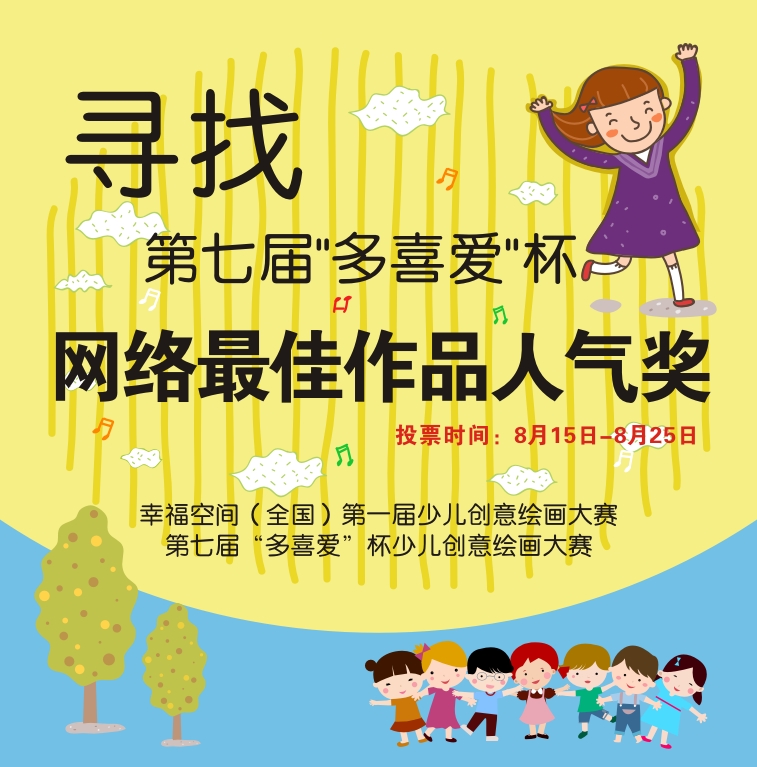 寻找
第七届"多喜爱"杯
网络最佳作品人气奖
投票时间：8月15日-8月25日
幸福空间（全国）第一届少儿创意绘画大赛
第七届“多喜爱”杯少儿创意绘画大赛